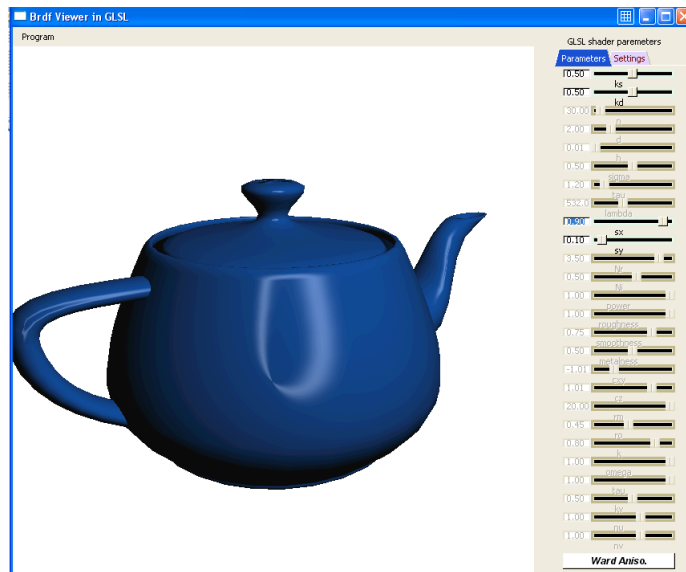 Brdf Viewer in GLSL
Program
GLSL shader paremeters
Parameters Settings
0.50
ks
0.50
kd
30.00
n
2.00
d
0.01
h
0.50
sigma
1.20
tau
532.0
lambda
0.90
sx
0.10
sy
3.50
Nr
0.50
Ni
1.00
power
1.00
roughness
0.75
smoothness
0.50
metalness
-1.01
cxy
1.01
cz
20.00
rm
0.45
rp
0.80
k
1.00
omega
1.00
tau
0.50
kv
1.00
nu
1.00
nv
Ward Aniso.